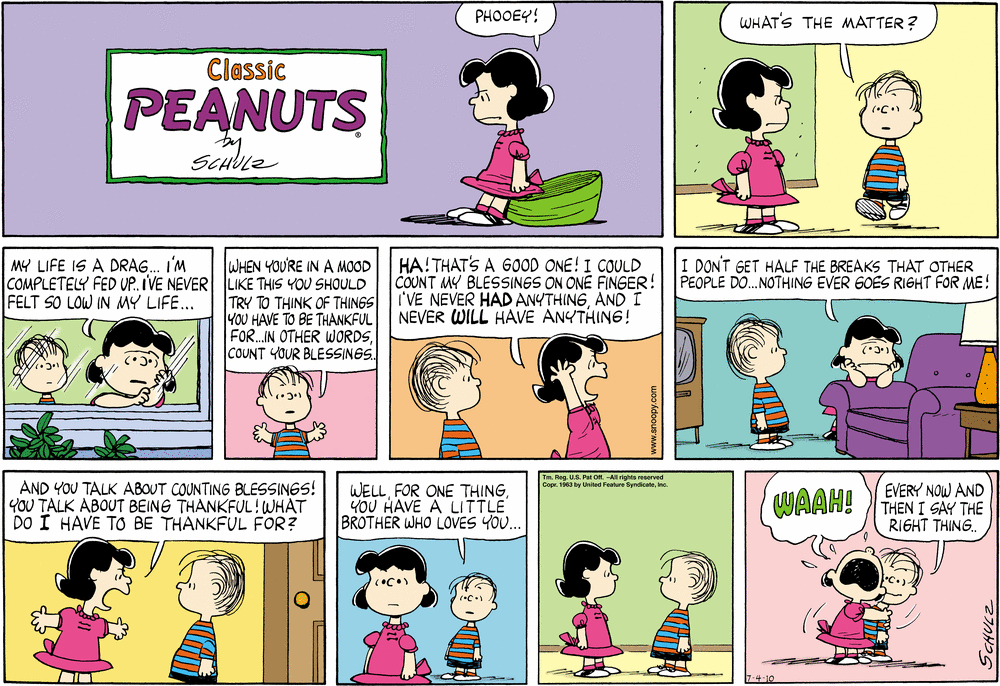 Classic
PEANUTS
®
by
SCHULZ
PHOOEY!
WHAT'S THE MATTER?
MY LIFE IS A DRAG... I'M
COMPLETELY FED UP.. I'VE NEVER
FELT SO LOW IN MY LIFE...
WHEN YOU'RE IN A MOOD
LIKE THIS YOU SHOULD
TRY TO THINK OF THINGS
YOU HAVE TO BE THANKFUL
FOR...IN OTHER WORDS,
COUNT YOUR BLESSINGS..
HA! THAT'S A GOOD ONE! I COULD
COUNT MY BLESSINGS ON ONE FINGER!
I'VE NEVER HAD ANYTHING, AND I
NEVER WILL HAVE ANYTHING!
www.snoopy.com
I DON'T GET HALF THE BREAKS THAT OTHER
PEOPLE DO...NOTHING EVER GOES RIGHT FOR ME!
AND YOU TALK ABOUT COUNTING BLESSINGS!
YOU TALK ABOUT BEING THANKFUL! WHAT
DO I HAVE TO BE THANKFUL FOR?
WELL, FOR ONE THING,
YOU HAVE A LITTLE
BROTHER WHO LOVES YOU...
Tm. Reg. U.S. Pat Off. –All rights reserved
Copr. 1963 by United Feature Syndicate, Inc.
WAAH!
EVERY NOW AND
THEN I SAY THE
RIGHT THING..
7-4-10
SCHULZ